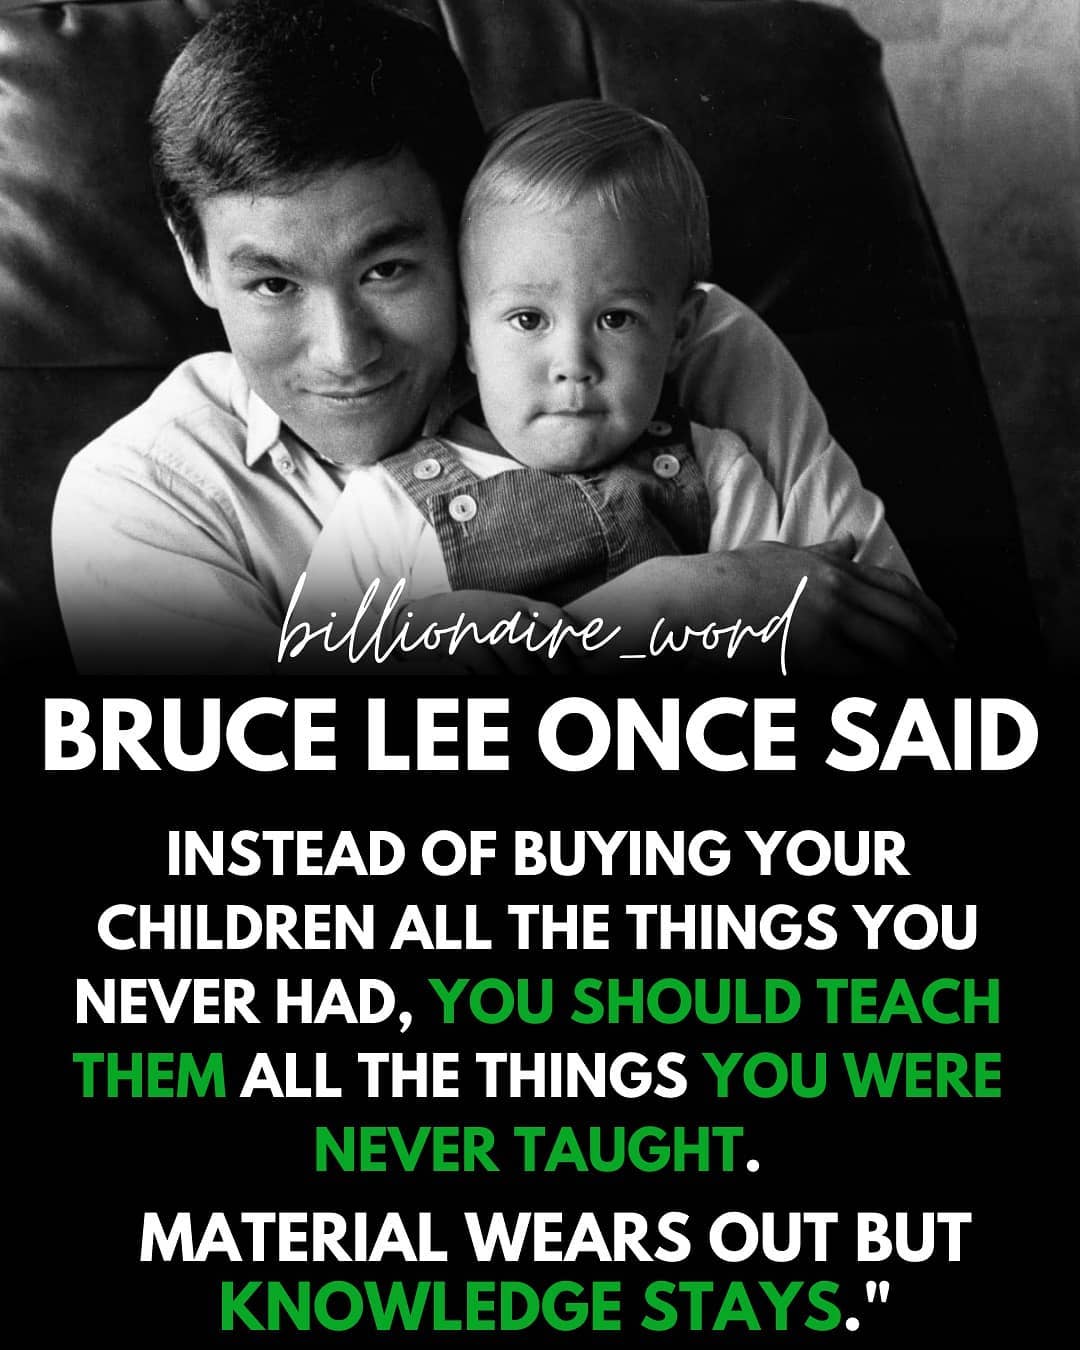 billionaire_word
BRUCE LEE ONCE SAID
INSTEAD OF BUYING YOUR
CHILDREN ALL THE THINGS YOU
NEVER HAD, YOU SHOULD TEACH
THEM ALL THE THINGS YOU WERE
NEVER TAUGHT.
MATERIAL WEARS OUT BUT
KNOWLEDGE STAYS."